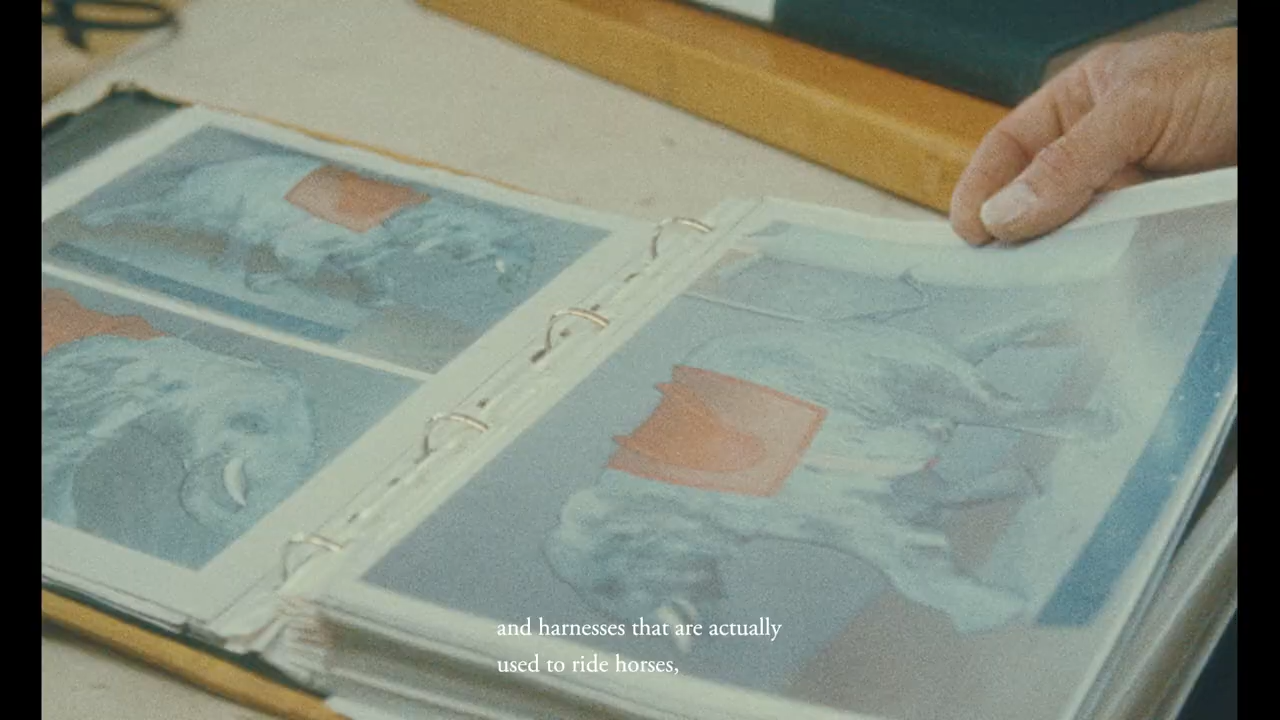 and harnesses that are actually
used to ride horses,